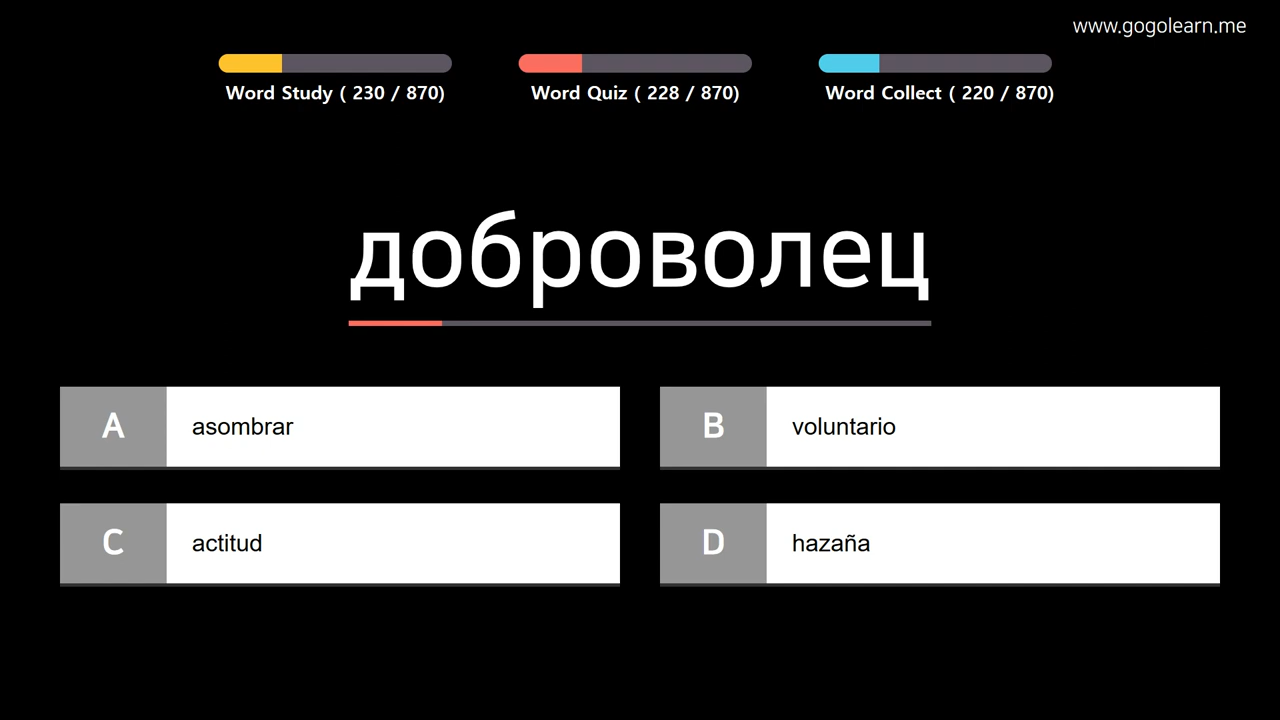 www.gogolearn.me
Word Study ( 230 / 870)
Word Quiz ( 228 / 870)
Word Collect ( 220 / 870)
доброволец
A asombrar
B voluntario
C actitud
D hazaña